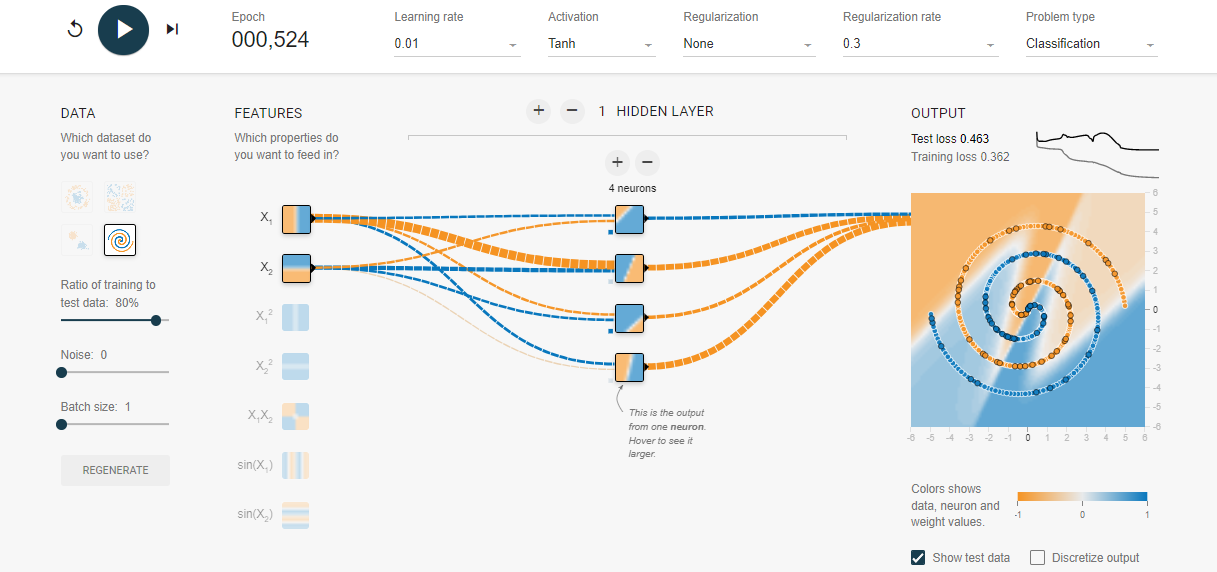 Epoch
000,524
Learning rate
0.01
Activation
Tanh
Regularization
None
Regularization rate
0.3
Problem type
Classification
DATA
Which dataset do
you want to use?
Ratio of training to
test data: 80%
Noise: 0
Batch size: 1
REGENERATE
FEATURES
Which properties do
you want to feed in?
X₁
X₂
X₁²
X₂²
X₁X₂
sin(X₁)
sin(X₂)
+ − 1 HIDDEN LAYER
+ −
4 neurons
This is the output
from one neuron.
Hover to see it
larger.
OUTPUT
Test loss 0.463
Training loss 0.362
6
5
4
3
2
1
0
-1
-2
-3
-4
-5
-6
-6 -5 -4 -3 -2 -1 0 1 2 3 4 5 6
Colors shows
data, neuron and
weight values.
-1 0 1
Show test data
Discretize output